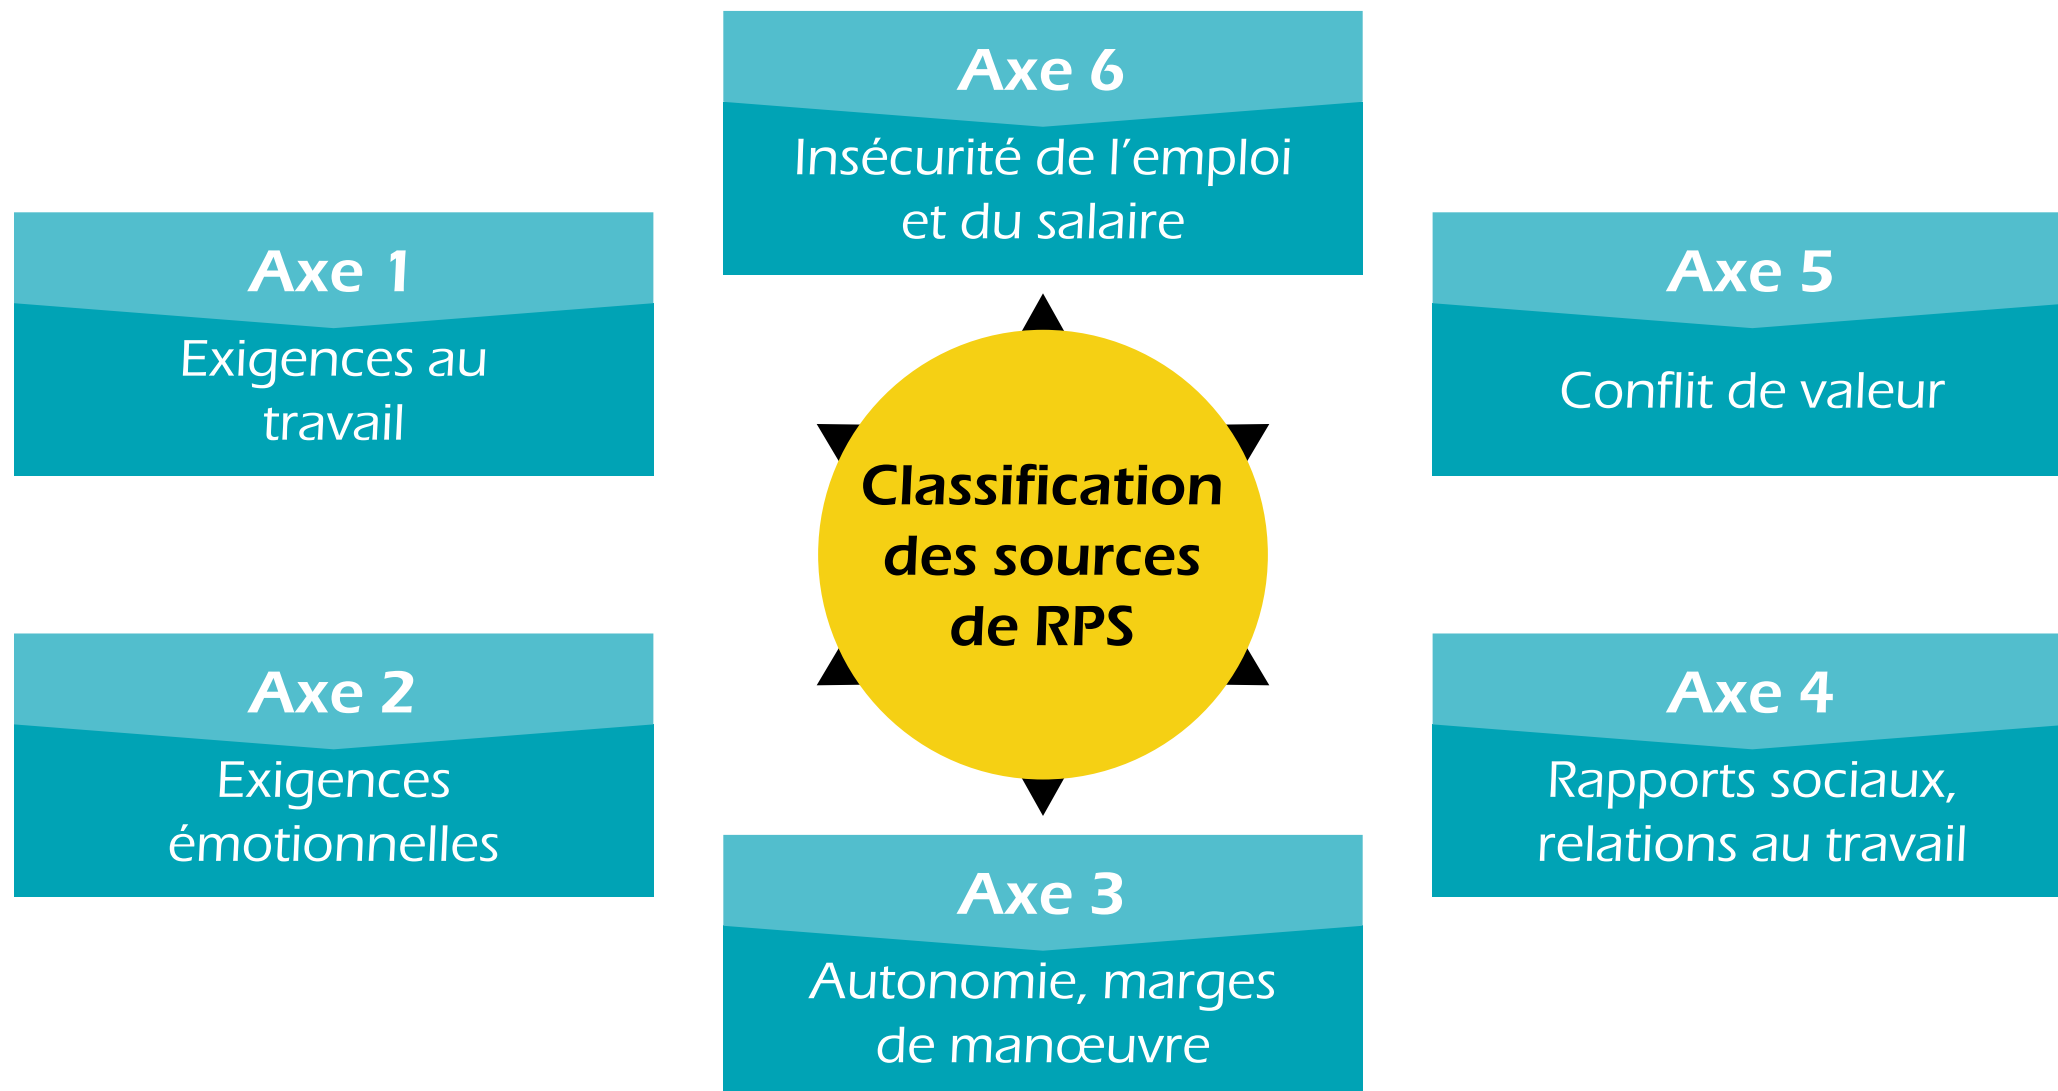 Axe 6
Insécurité de l’emploi
et du salaire
Axe 1
Exigences au
travail
Axe 5
Conflit de valeur
Classification
des sources
de RPS
Axe 2
Exigences
émotionnelles
Axe 4
Rapports sociaux,
relations au travail
Axe 3
Autonomie, marges
de manœuvre